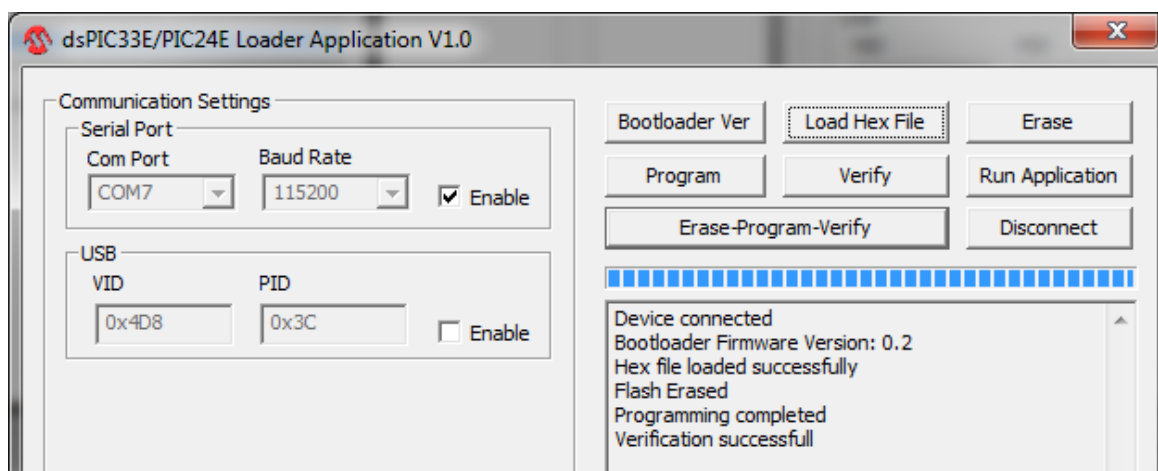 dsPIC33E/PIC24E Loader Application V1.0
Communication Settings
Serial Port
Com Port Baud Rate
COM7 115200 Enable
USB
VID PID
0x4D8 0x3C Enable
Bootloader Ver Load Hex File Erase
Program Verify Run Application
Erase-Program-Verify Disconnect
Device connected
Bootloader Firmware Version: 0.2
Hex file loaded successfully
Flash Erased
Programming completed
Verification successfull